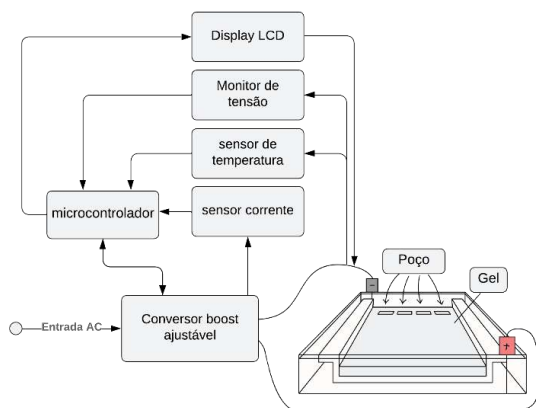 Display LCD
Monitor de
tensão
sensor de
temperatura
microcontrolador
sensor corrente
Poço
Gel
-
Entrada AC
Conversor boost
ajustável
+